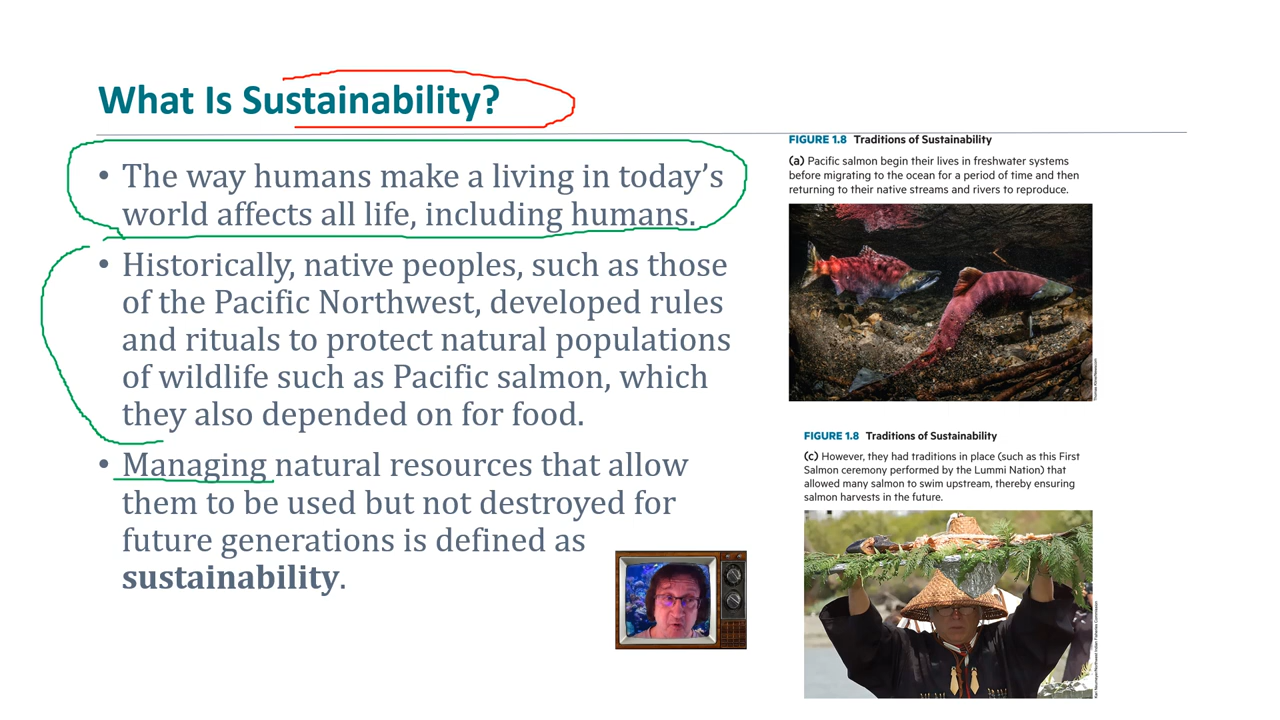 What Is Sustainability?
• The way humans make a living in today's
world affects all life, including humans.
• Historically, native peoples, such as those
of the Pacific Northwest, developed rules
and rituals to protect natural populations
of wildlife such as Pacific salmon, which
they also depended on for food.
• Managing natural resources that allow
them to be used but not destroyed for
future generations is defined as
sustainability.
FIGURE 1.8 Traditions of Sustainability
(a) Pacific salmon begin their lives in freshwater systems
before migrating to the ocean for a period of time and then
returning to their native streams and rivers to reproduce.
FIGURE 1.8 Traditions of Sustainability
(c) However, they had traditions in place (such as this First
Salmon ceremony performed by the Lummi Nation) that
allowed many salmon to swim upstream, thereby ensuring
salmon harvests in the future.